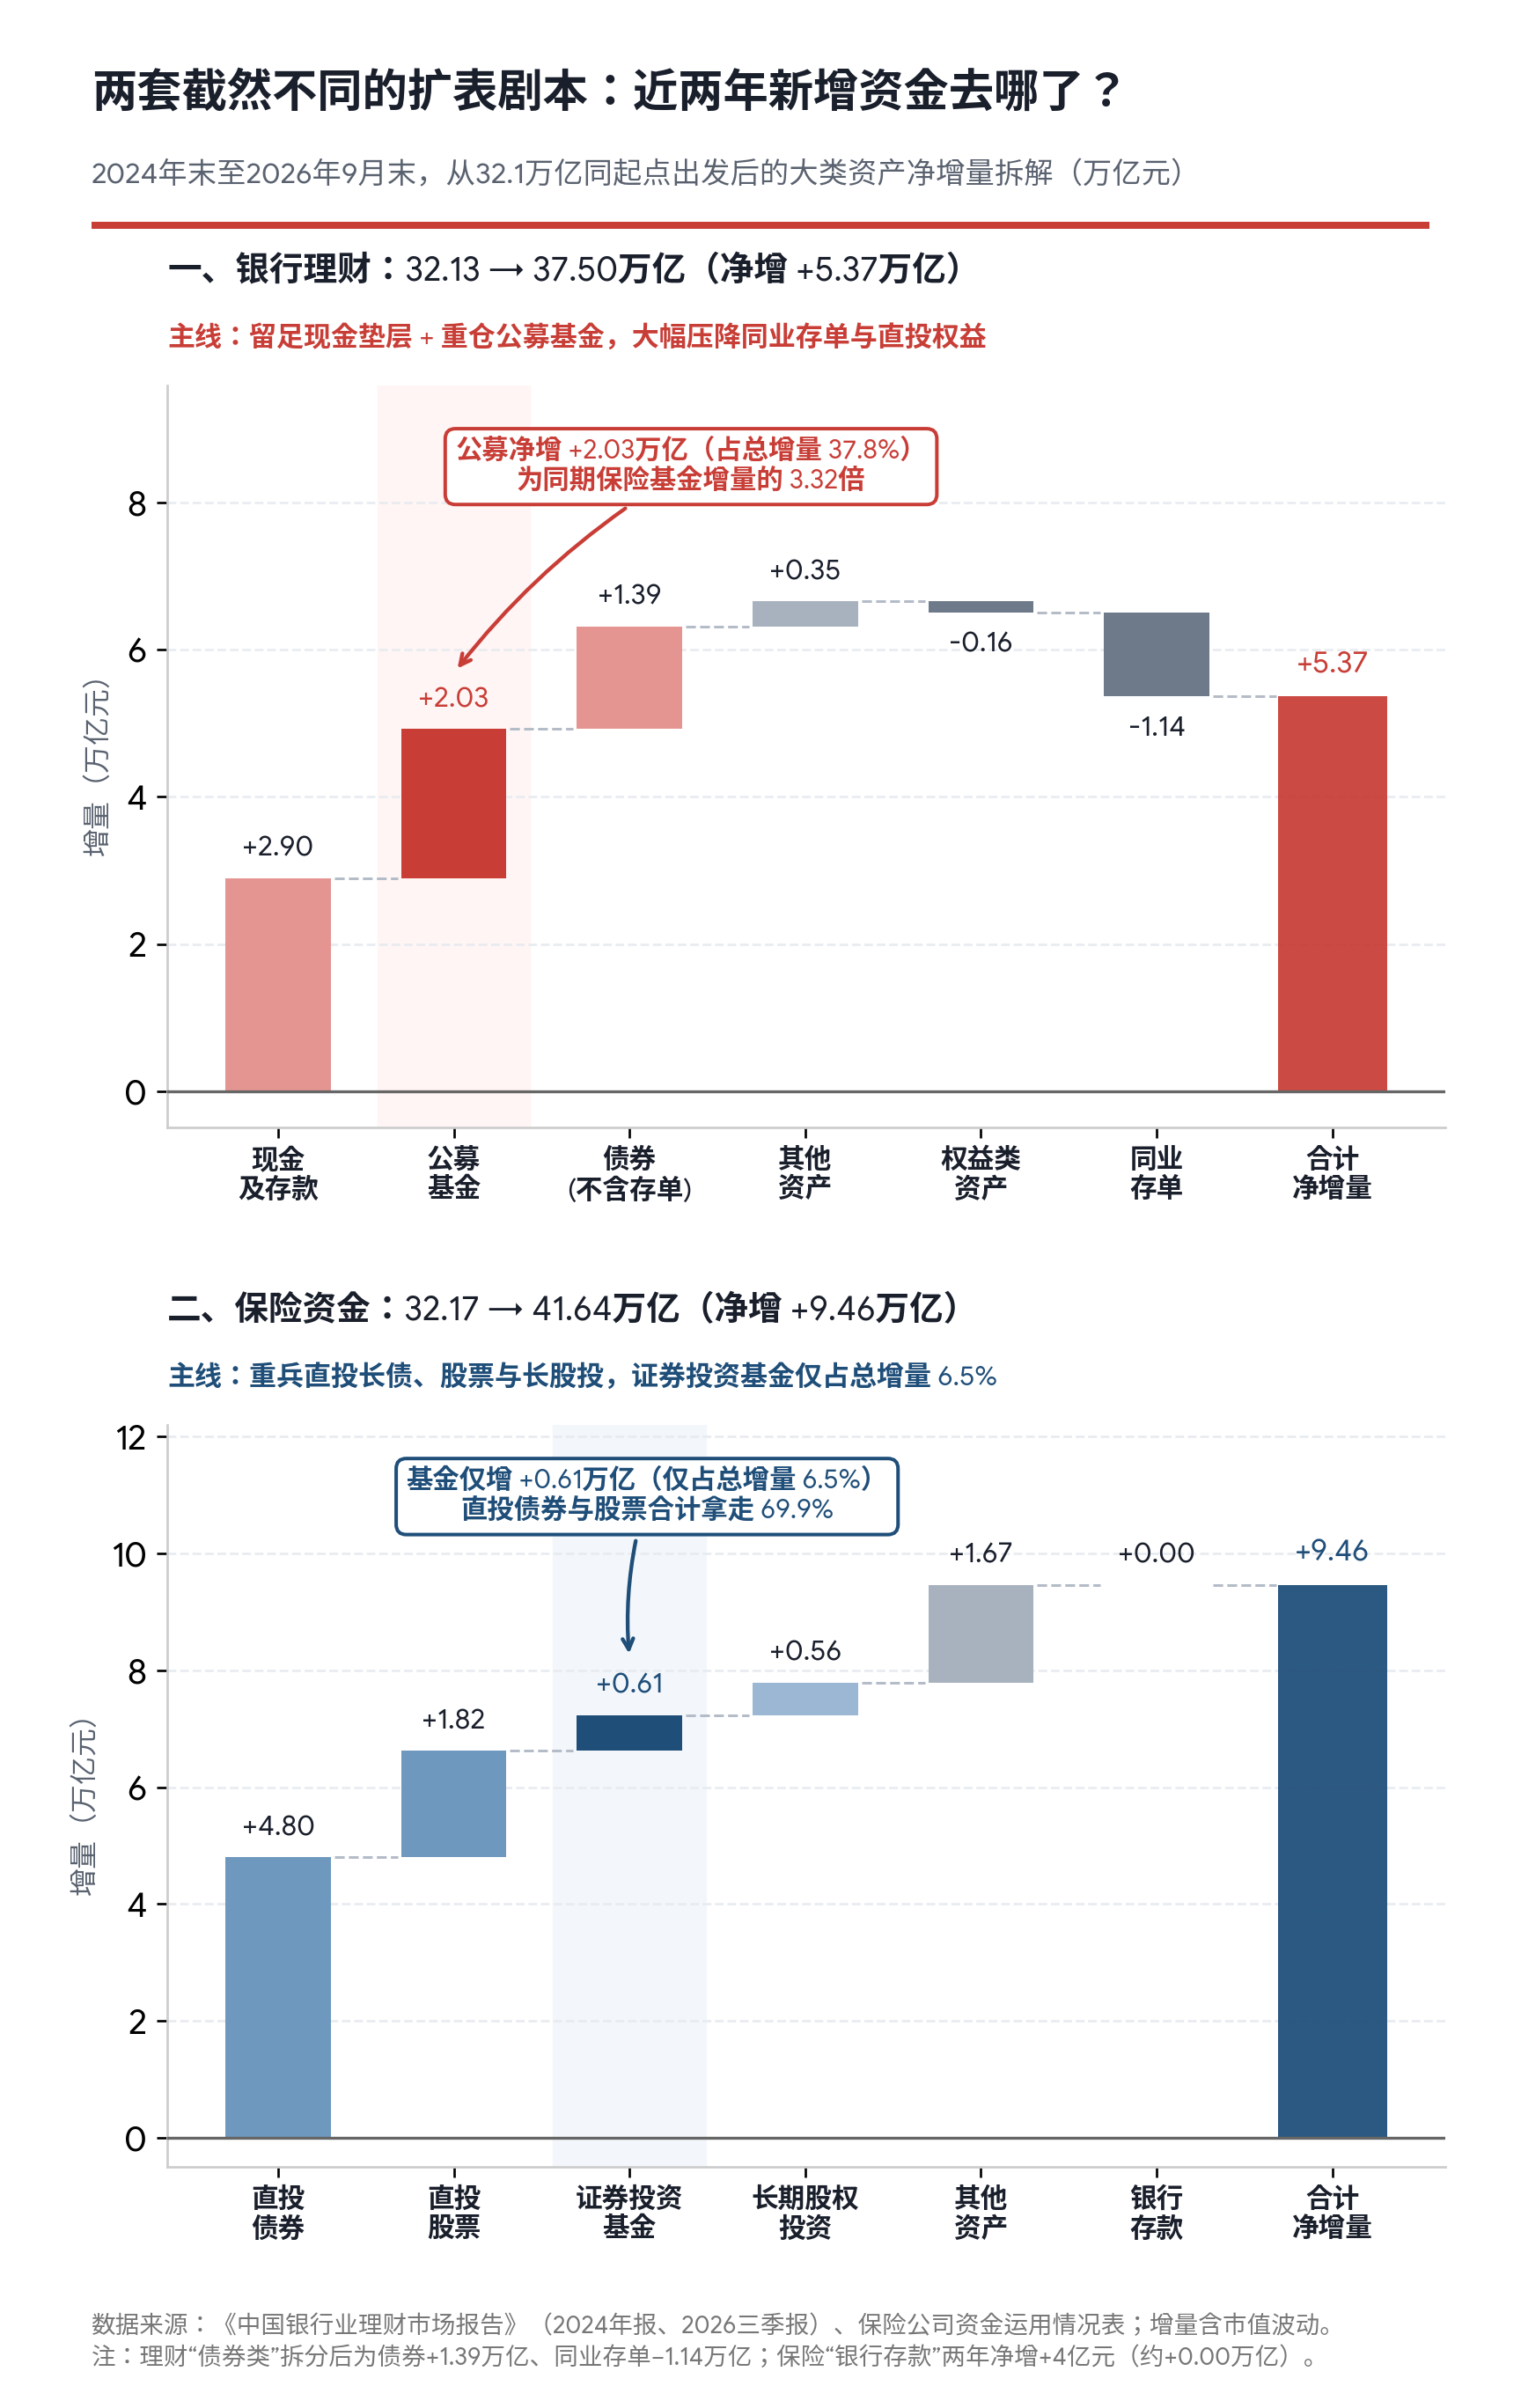 两套截然不同的扩表剧本：近两年新增资金去哪了？
2024年末至2026年9月末，从32.1万亿同起点出发后的大类资产净增量拆解（万亿元）
一、银行理财：32.13 → 37.50万亿（净增 +5.37万亿）
主线：留足现金垫层 + 重仓公募基金，大幅压降同业存单与直投权益
公募净增 +2.03万亿（占总增量 37.8%）
为同期保险基金增量的 3.32倍
增量（万亿元）
8
6
4
2
0
+2.90
+2.03
+1.39
+0.35
-0.16
-1.14
+5.37
现金
及存款
公募
基金
债券
（不含存单）
其他
资产
权益类
资产
同业
存单
合计
净增量
二、保险资金：32.17 → 41.64万亿（净增 +9.46万亿）
主线：重兵直投长债、股票与长股投，证券投资基金仅占总增量 6.5%
基金仅增 +0.61万亿（仅占总增量 6.5%）
直投债券与股票合计拿走 69.9%
增量（万亿元）
12
10
8
6
4
2
0
+4.80
+1.82
+0.61
+0.56
+1.67
+0.00
+9.46
直投
债券
直投
股票
证券投资
基金
长期股权
投资
其他
资产
银行
存款
合计
净增量
数据来源：《中国银行业理财市场报告》（2024年报、2026三季报）、保险公司资金运用情况表；增量含市值波动。
注：理财“债券类”拆分后为债券+1.39万亿、同业存单−1.14万亿；保险“银行存款”两年净增+4亿元（约+0.00万亿）。